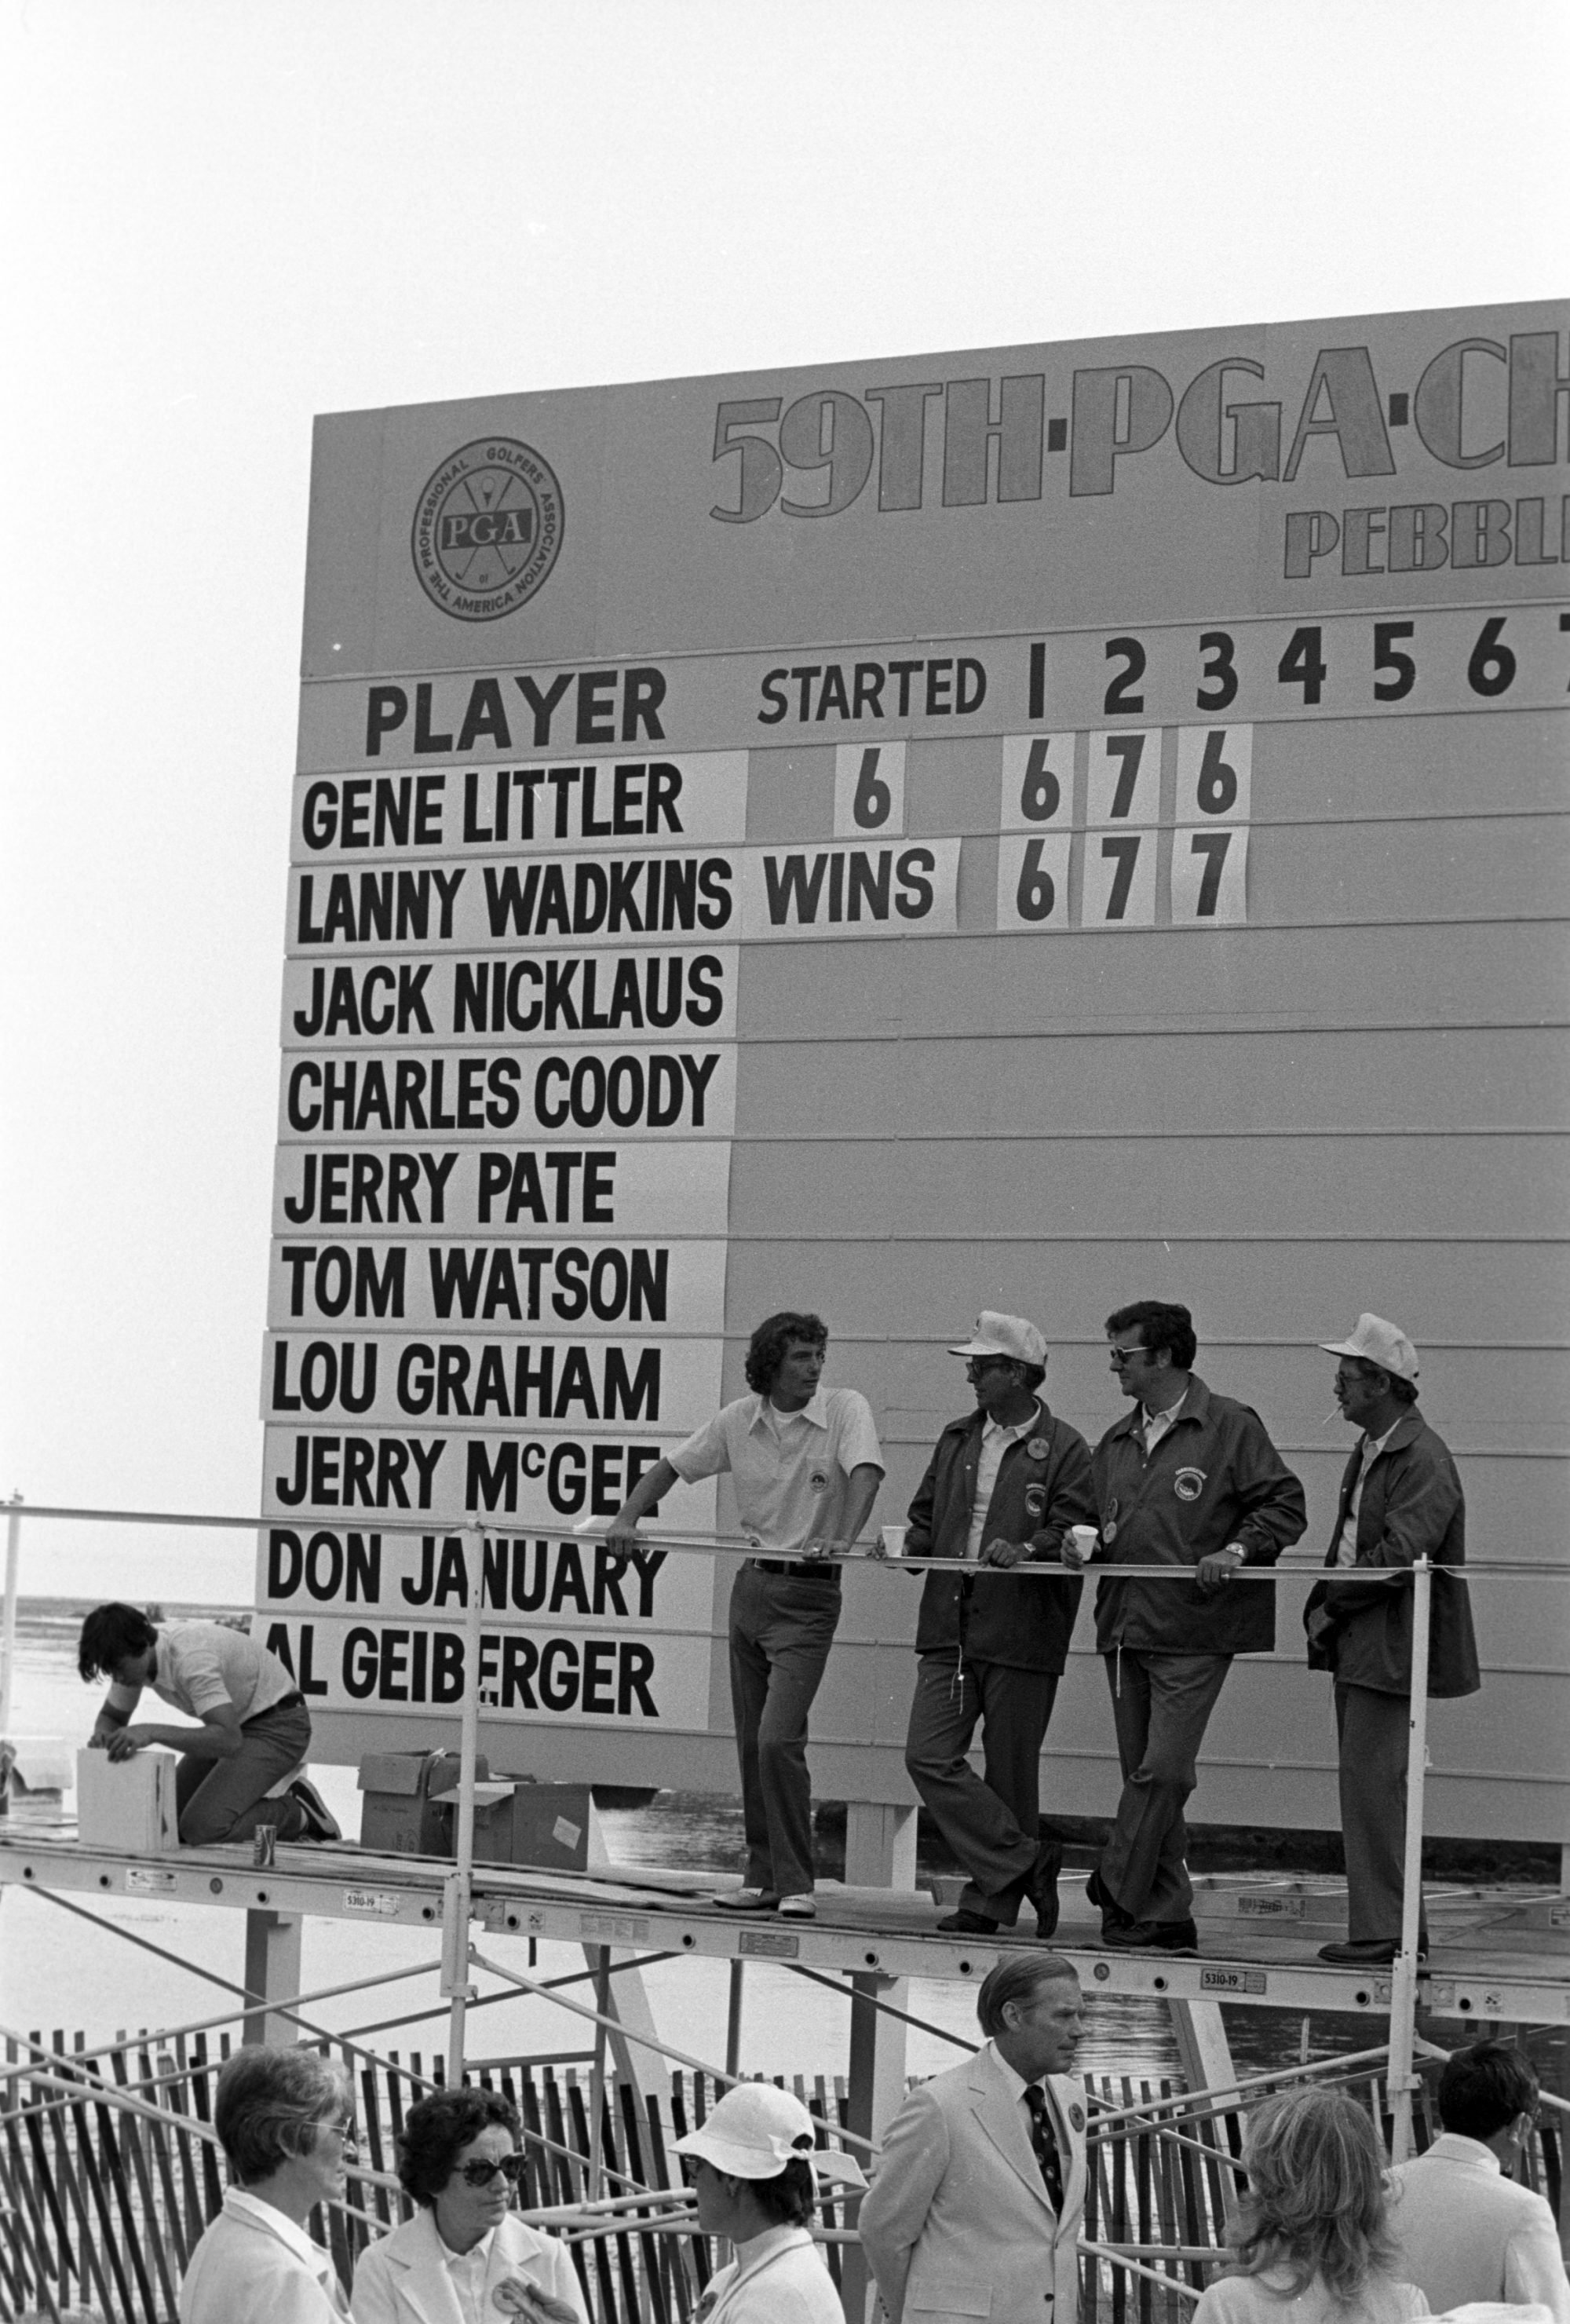 59TH·PGA·CH
PEBBL
THE PROFESSIONAL GOLFERS' ASSOCIATION
PGA
of
AMERICA
PLAYER STARTED 1 2 3 4 5 6
GENE LITTLER 6 6 7 6
LANNY WADKINS WINS 6 7 7
JACK NICKLAUS
CHARLES COODY
JERRY PATE
TOM WATSON
LOU GRAHAM
JERRY McGEE
DON JANUARY
AL GEIBERGER
5310-19
5310-19